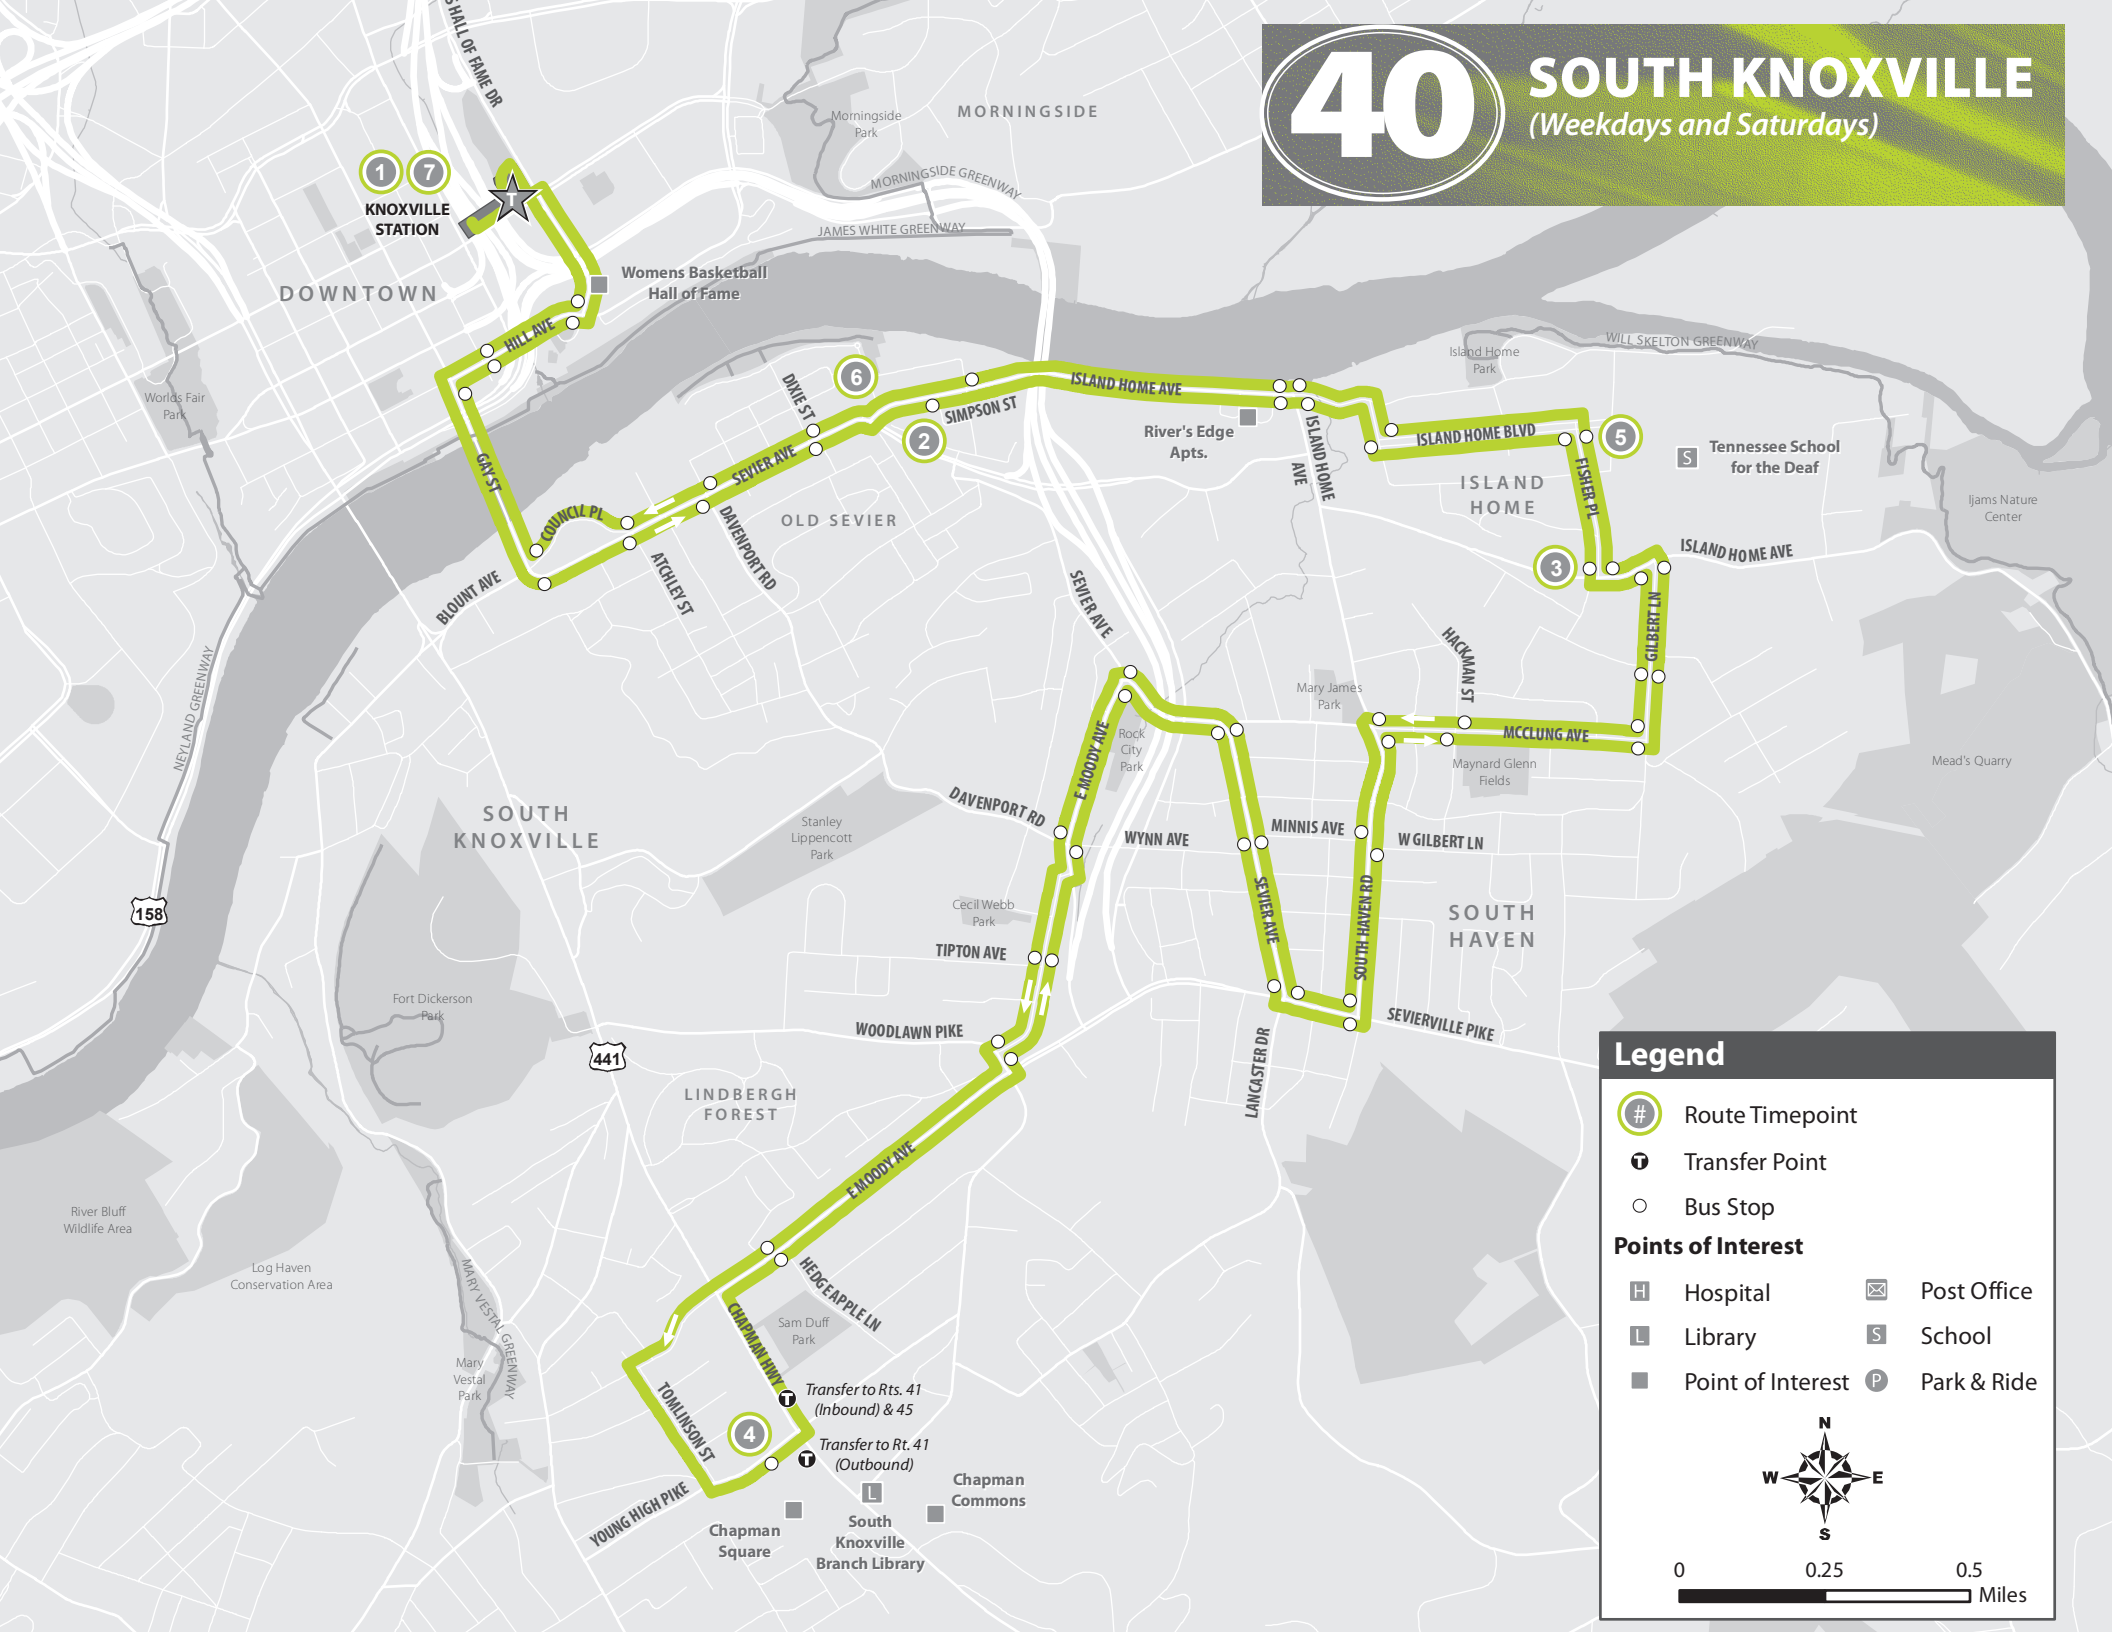 40
SOUTH KNOXVILLE
(Weekdays and Saturdays)
S HALL OF FAME DR
MORNINGSIDE
Morningside
Park
MORNINGSIDE GREENWAY
JAMES WHITE GREENWAY
1
7
T
KNOXVILLE
STATION
DOWNTOWN
Womens Basketball
Hall of Fame
HILL AVE
Worlds Fair
Park
GAY ST
COUNCIL PL
BLOUNT AVE
ATCHLEY ST
DAVENPORT RD
SEVIER AVE
DIXIE ST
6
2
SIMPSON ST
OLD SEVIER
ISLAND HOME AVE
River's Edge
Apts.
ISLAND HOME
AVE
ISLAND HOME BLVD
Island Home
Park
WILL SKELTON GREENWAY
5
S
Tennessee School
for the Deaf
ISLAND
HOME
FISHER PL
Ijams Nature
Center
3
ISLAND HOME AVE
GILBERT LN
SEVIER AVE
HACKMAN ST
Mary James
Park
MCCLUNG AVE
Maynard Glenn
Fields
Mead's Quarry
NEYLAND GREENWAY
Rock
City
Park
E MOODY AVE
DAVENPORT RD
SOUTH
KNOXVILLE
Stanley
Lippencott
Park
WYNN AVE
MINNIS AVE
W GILBERT LN
SEVIER AVE
SOUTH HAVEN RD
SOUTH
HAVEN
158
Cecil Webb
Park
TIPTON AVE
Fort Dickerson
Park
WOODLAWN PIKE
SEVIERVILLE PIKE
LANCASTER DR
441
LINDBERGH
FOREST
E MOODY AVE
River Bluff
Wildlife Area
Log Haven
Conservation Area
MARY VESTAL GREENWAY
Mary
Vestal
Park
HEDGEAPPLE LN
Sam Duff
Park
CHAPMAN HWY
TOMLINSON ST
4
T
Transfer to Rts. 41
(Inbound) & 45
T
Transfer to Rt. 41
(Outbound)
YOUNG HIGH PIKE
Chapman
Square
L
South
Knoxville
Branch Library
Chapman
Commons
Legend
# Route Timepoint
T Transfer Point
Bus Stop
Points of Interest
H Hospital
Post Office
L Library
S School
Point of Interest
P Park & Ride
N
W E
S
0 0.25 0.5
Miles